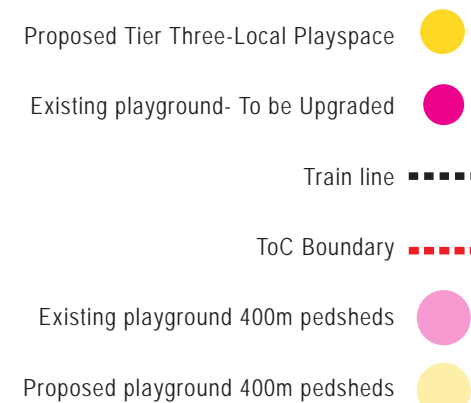 Proposed Tier Three-Local Playspace
Existing playground- To be Upgraded
Train line
ToC Boundary
Existing playground 400m pedsheds
Proposed playground 400m pedsheds